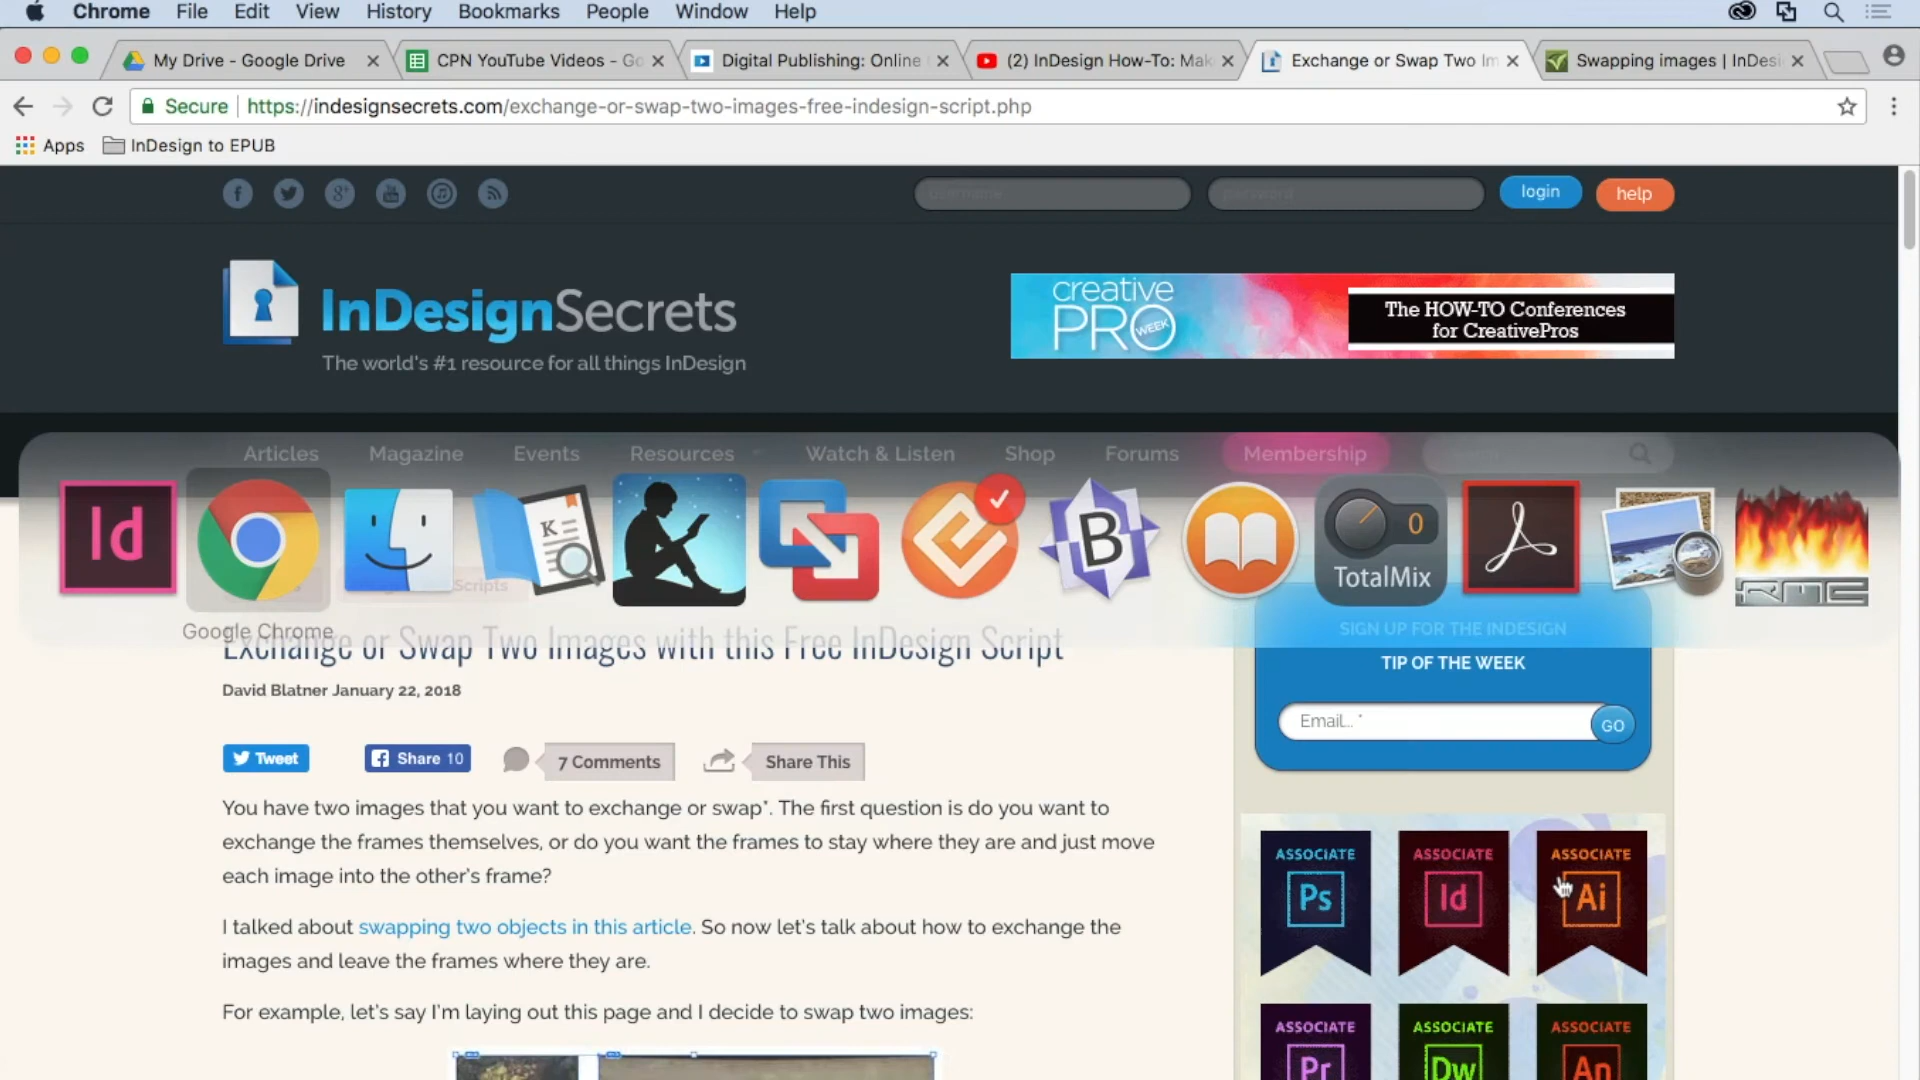 Chrome File Edit View History Bookmarks People Window Help
My Drive - Google Drive
CPN YouTube Videos - Go
Digital Publishing: Online
(2) InDesign How-To: Mak
Exchange or Swap Two Im
Swapping images | InDesi
Secure https://indesignsecrets.com/exchange-or-swap-two-images-free-indesign-script.php
Apps InDesign to EPUB
username password login help
InDesignSecrets
The world's #1 resource for all things InDesign
creative
PRO
WEEK
The HOW-TO Conferences
for CreativePros
Articles Magazine Events Resources Watch & Listen Shop Forums Membership
Id
K
B
0
TotalMix
RME
Scripts
Google Chrome
Exchange or Swap Two Images with this Free InDesign Script
David Blatner January 22, 2018
Tweet Share 10 7 Comments Share This
You have two images that you want to exchange or swap*. The first question is do you want to
exchange the frames themselves, or do you want the frames to stay where they are and just move
each image into the other's frame?
I talked about swapping two objects in this article. So now let's talk about how to exchange the
images and leave the frames where they are.
For example, let's say I'm laying out this page and I decide to swap two images:
SIGN UP FOR THE INDESIGN
TIP OF THE WEEK
Email... * GO
ASSOCIATE ASSOCIATE ASSOCIATE
Ps Id Ai
ASSOCIATE ASSOCIATE ASSOCIATE
Pr Dw An